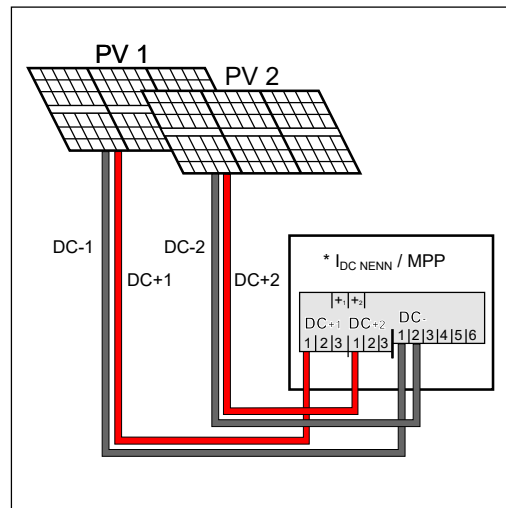 PV 1
PV 2
DC-1
DC+1
DC-2
DC+2
* I DC NENN / MPP
|+₁|+₂|
DC+1 DC+2 DC-
1|2|3 |1|2|3 |1|2|3|4|5|6